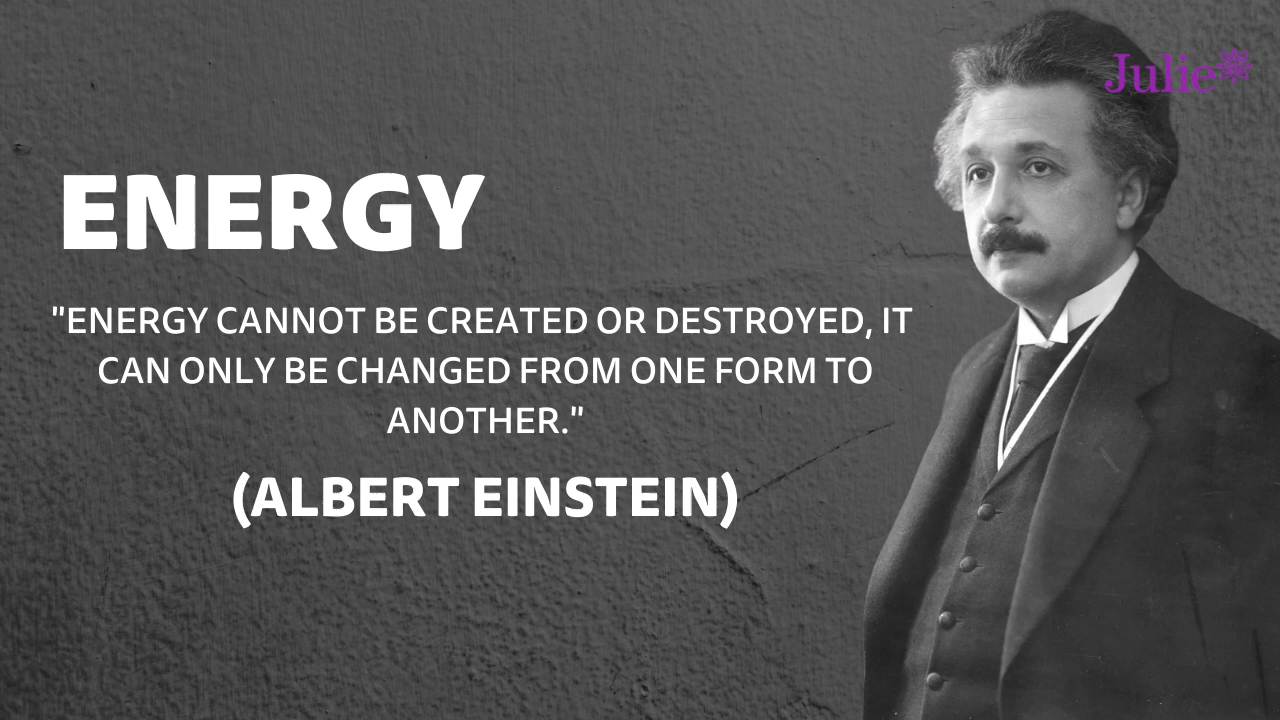 Julie
ENERGY
"ENERGY CANNOT BE CREATED OR DESTROYED, IT
CAN ONLY BE CHANGED FROM ONE FORM TO
ANOTHER."
(ALBERT EINSTEIN)